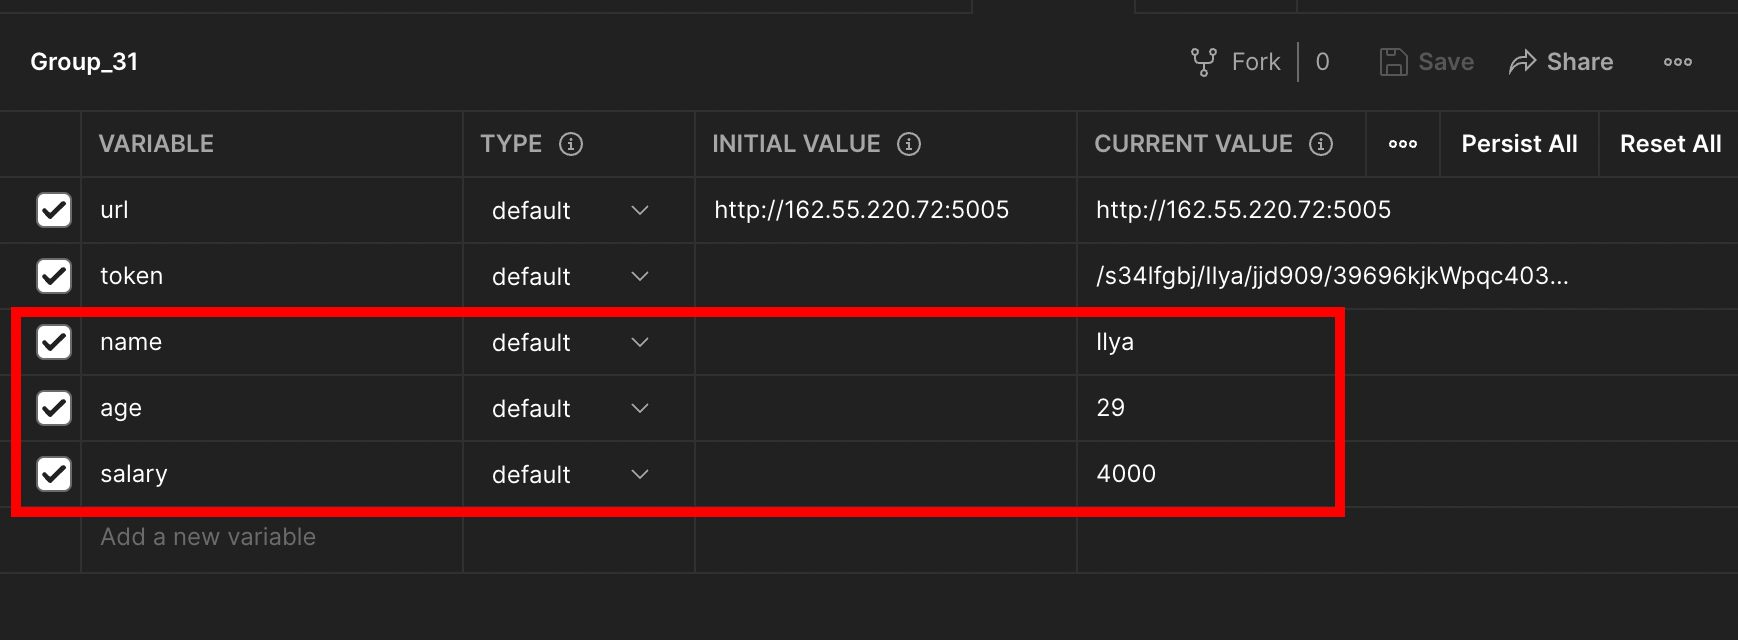 Group_31 Fork 0 Save Share
VARIABLE TYPE INITIAL VALUE CURRENT VALUE Persist All Reset All
url default http://162.55.220.72:5005 http://162.55.220.72:5005
token default /s34lfgbj/Ilya/jjd909/39696kjkWpqc403...
name default Ilya
age default 29
salary default 4000
Add a new variable